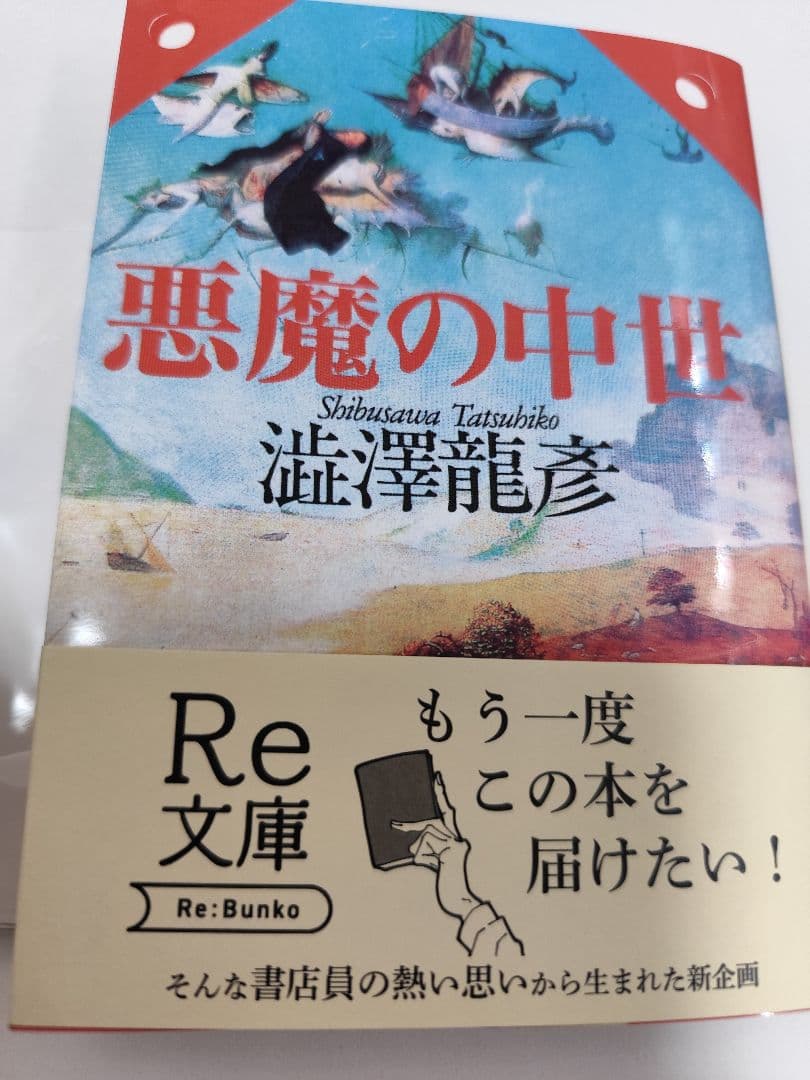 悪魔の中世
Shibusawa Tatsuhiko
澁澤龍彥
Re
文庫
Re:Bunko
もう一度
この本を
届けたい!
そんな書店員の熱い思いから生まれた新企画